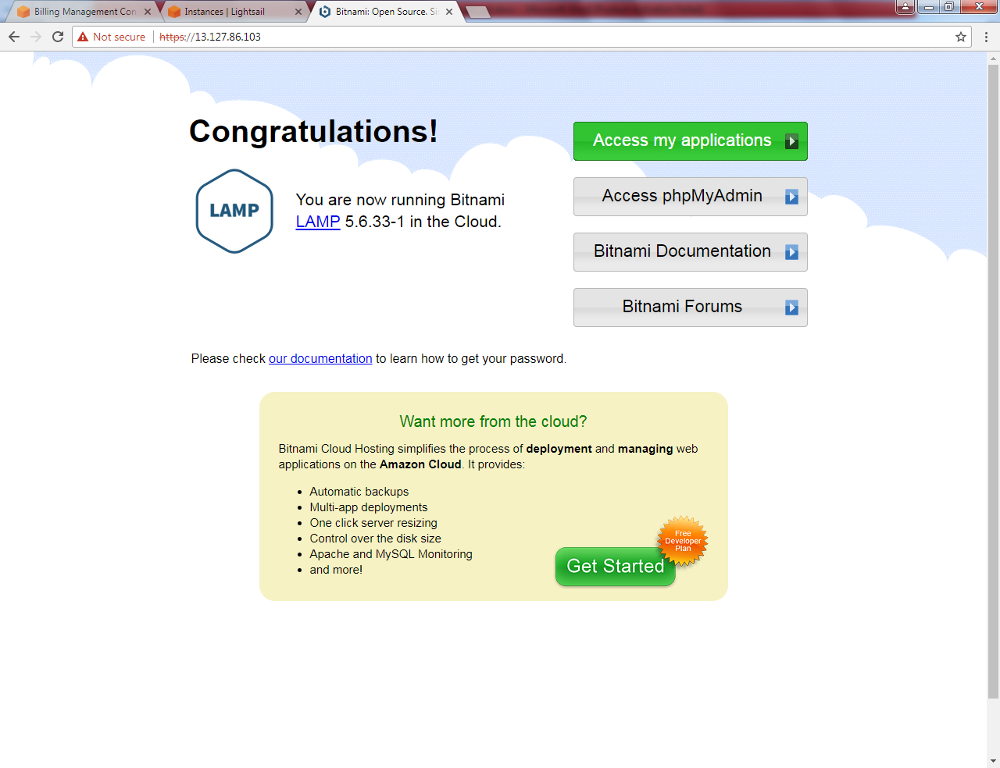 Billing Management Con
Instances | Lightsail
Bitnami: Open Source. Si
Not secure
https://13.127.86.103
Congratulations!
LAMP
You are now running Bitnami
LAMP 5.6.33-1 in the Cloud.
Access my applications
Access phpMyAdmin
Bitnami Documentation
Bitnami Forums
Please check our documentation to learn how to get your password.
Want more from the cloud?
Bitnami Cloud Hosting simplifies the process of deployment and managing web
applications on the Amazon Cloud. It provides:
Automatic backups
Multi-app deployments
One click server resizing
Control over the disk size
Apache and MySQL Monitoring
and more!
Free
Developer
Plan
Get Started